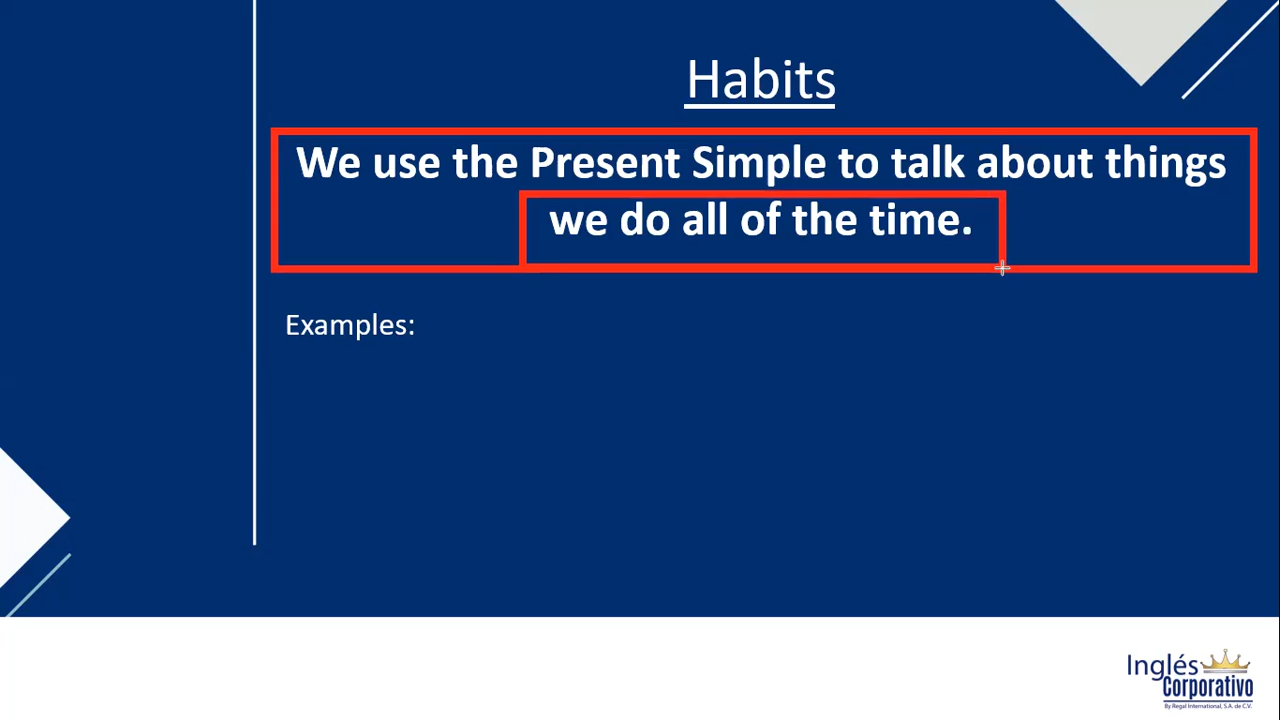 Habits
We use the Present Simple to talk about things
we do all of the time.
Examples:
Inglés
Corporativo
By Regal International, S.A. de C.V.